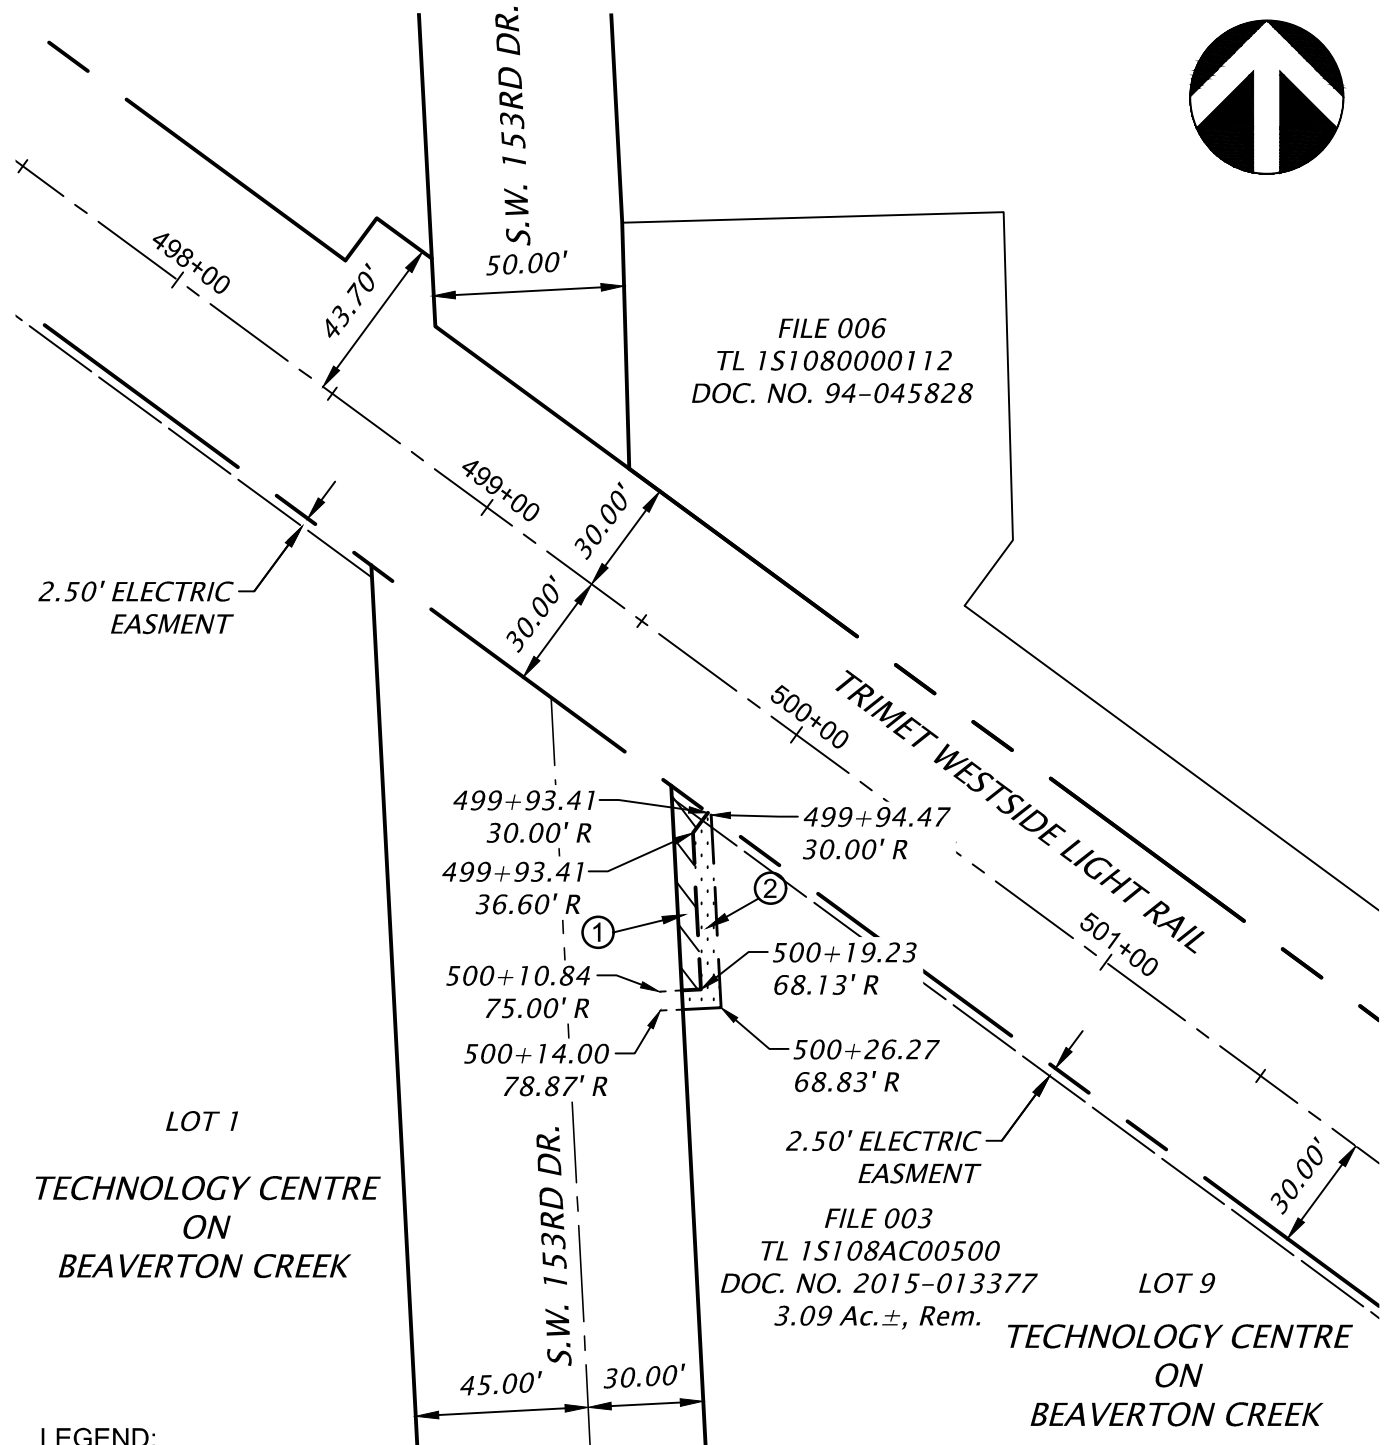 S.W. 153RD DR.
50.00'
498+00
43.70'
FILE 006
TL 1S1080000112
DOC. NO. 94-045828
499+00
30.00'
30.00'
2.50' ELECTRIC
EASMENT
500+00
TRIMET WESTSIDE LIGHT RAIL
499+93.41
30.00' R
499+94.47
30.00' R
499+93.41
36.60' R
1
2
501+00
500+19.23
68.13' R
500+10.84
75.00' R
500+14.00
78.87' R
500+26.27
68.83' R
LOT 1
TECHNOLOGY CENTRE
ON
BEAVERTON CREEK
S.W. 153RD DR.
2.50' ELECTRIC
EASMENT
30.00'
FILE 003
TL 1S108AC00500
DOC. NO. 2015-013377
3.09 Ac.±, Rem.
LOT 9
TECHNOLOGY CENTRE
ON
BEAVERTON CREEK
45.00'
30.00'
LEGEND: